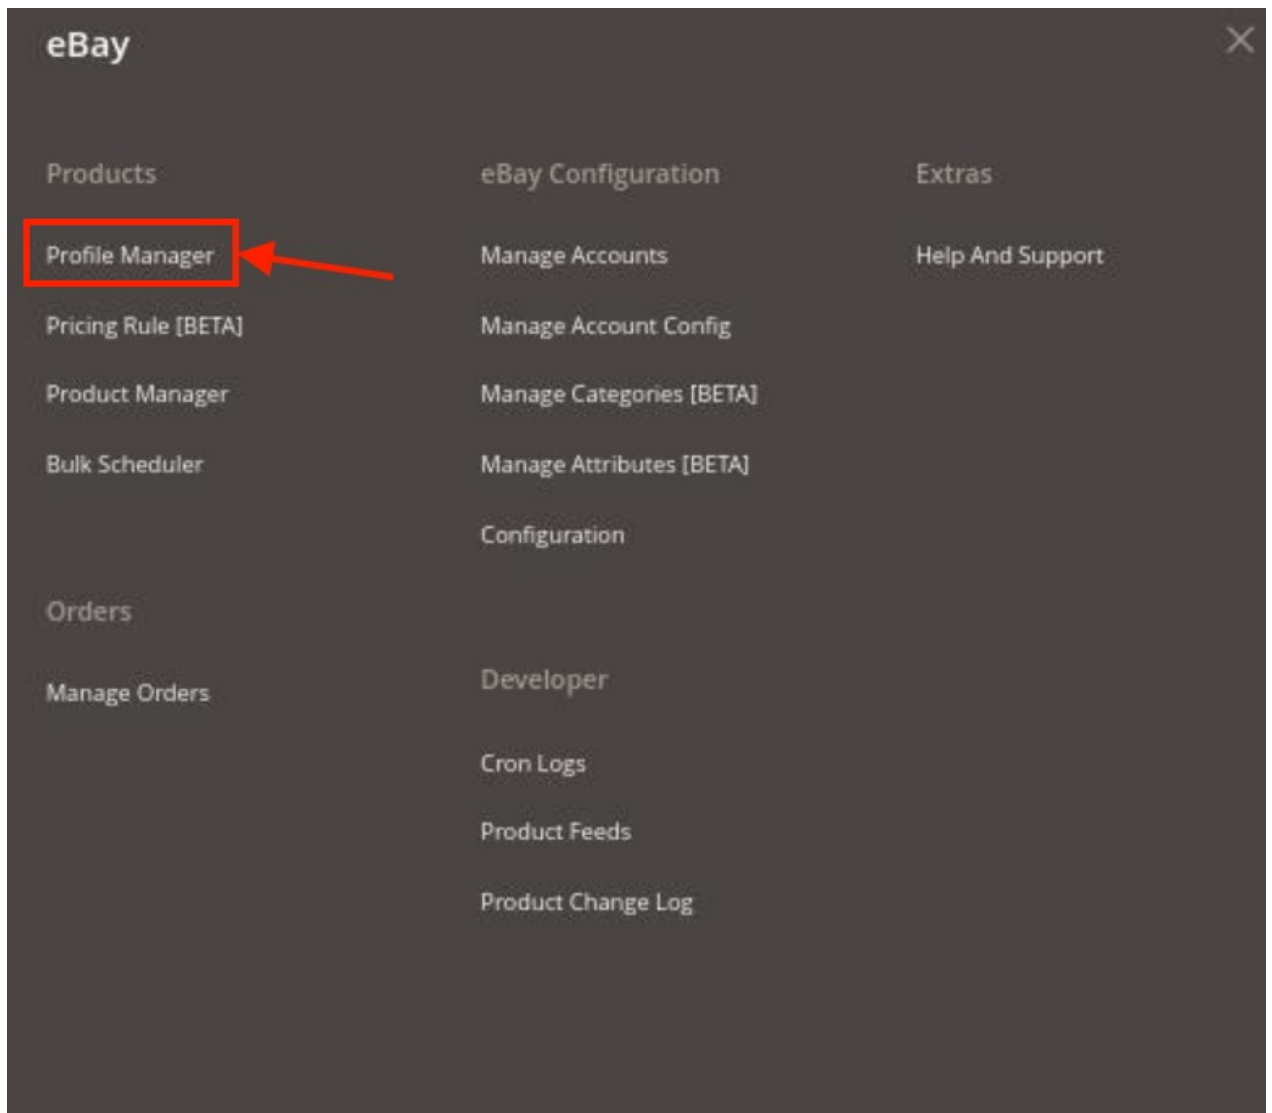 eBay
Products
Profile Manager
Pricing Rule [BETA]
Product Manager
Bulk Scheduler
Orders
Manage Orders
eBay Configuration
Manage Accounts
Manage Account Config
Manage Categories [BETA]
Manage Attributes [BETA]
Configuration
Developer
Cron Logs
Product Feeds
Product Change Log
Extras
Help And Support